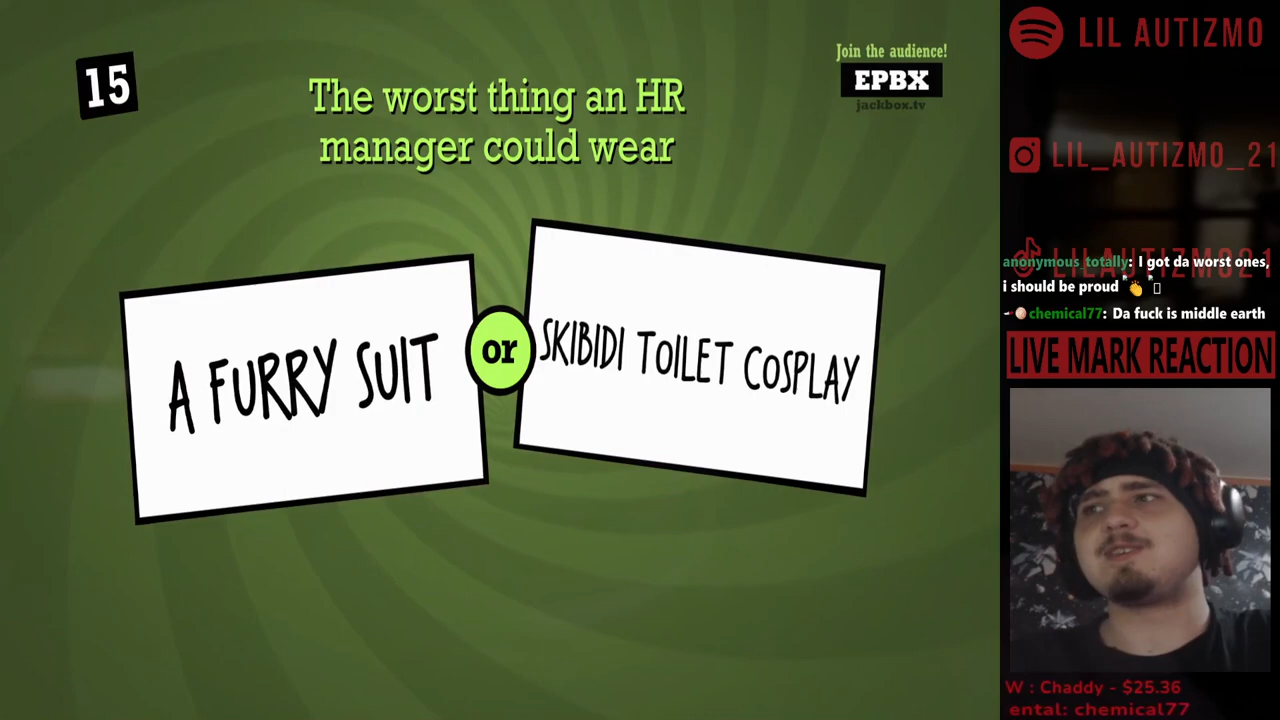 15
The worst thing an HR
manager could wear
Join the audience!
EPBX
jackbox.tv
A FURRY SUIT
or
SKIBIDI TOILET COSPLAY
LIL AUTIZMO
LIL_AUTIZMO_21
LILAUTIZMO21
anonymous_totally: I got da worst ones,
i should be proud 👏
chemical77: Da fuck is middle earth
LIVE MARK REACTION
W : Chaddy - $25.36
ental: chemical77